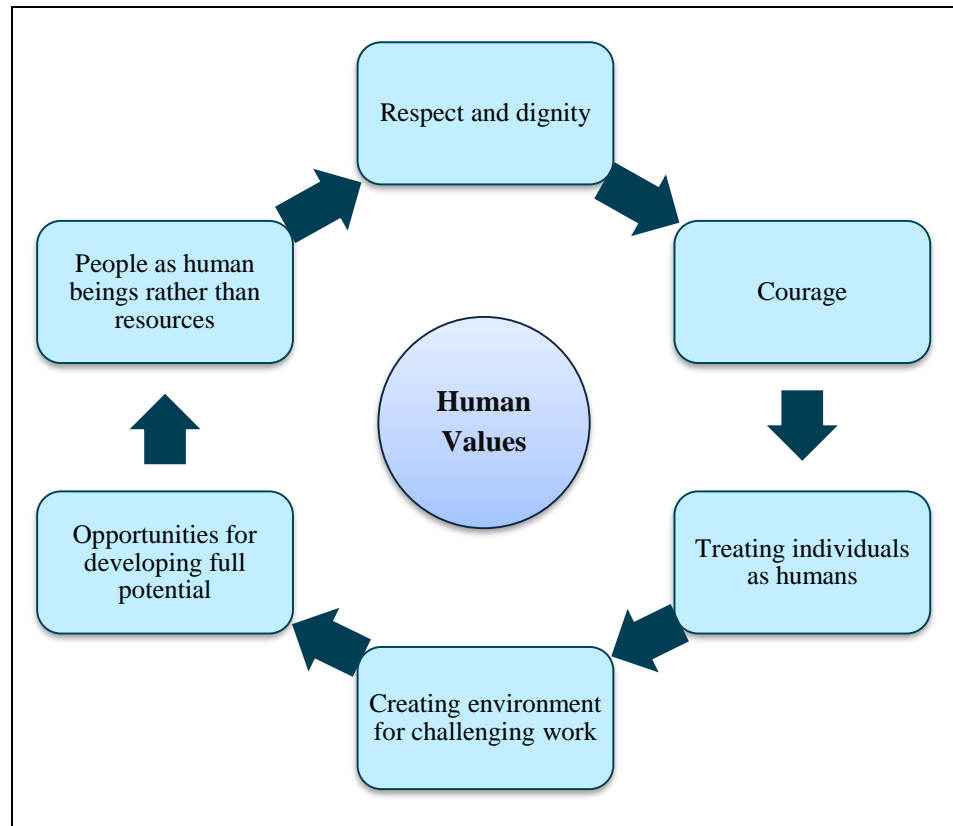 Respect and dignity
Courage
Treating individuals
as humans
Creating environment
for challenging work
Opportunities for
developing full
potential
People as human
beings rather than
resources
Human
Values